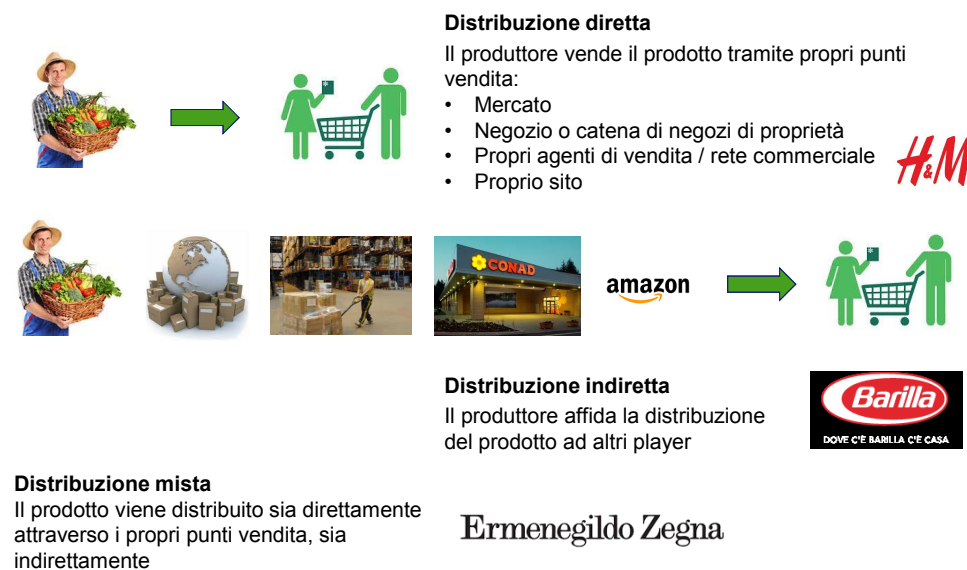 Distribuzione diretta
Il produttore vende il prodotto tramite propri punti
vendita:
• Mercato
• Negozio o catena di negozi di proprietà
• Propri agenti di vendita / rete commerciale
• Proprio sito
H&M
CONAD
amazon
Distribuzione indiretta
Il produttore affida la distribuzione
del prodotto ad altri player
Barilla
DOVE C'È BARILLA C'È CASA
Distribuzione mista
Il prodotto viene distribuito sia direttamente
attraverso i propri punti vendita, sia
indirettamente
Ermenegildo Zegna